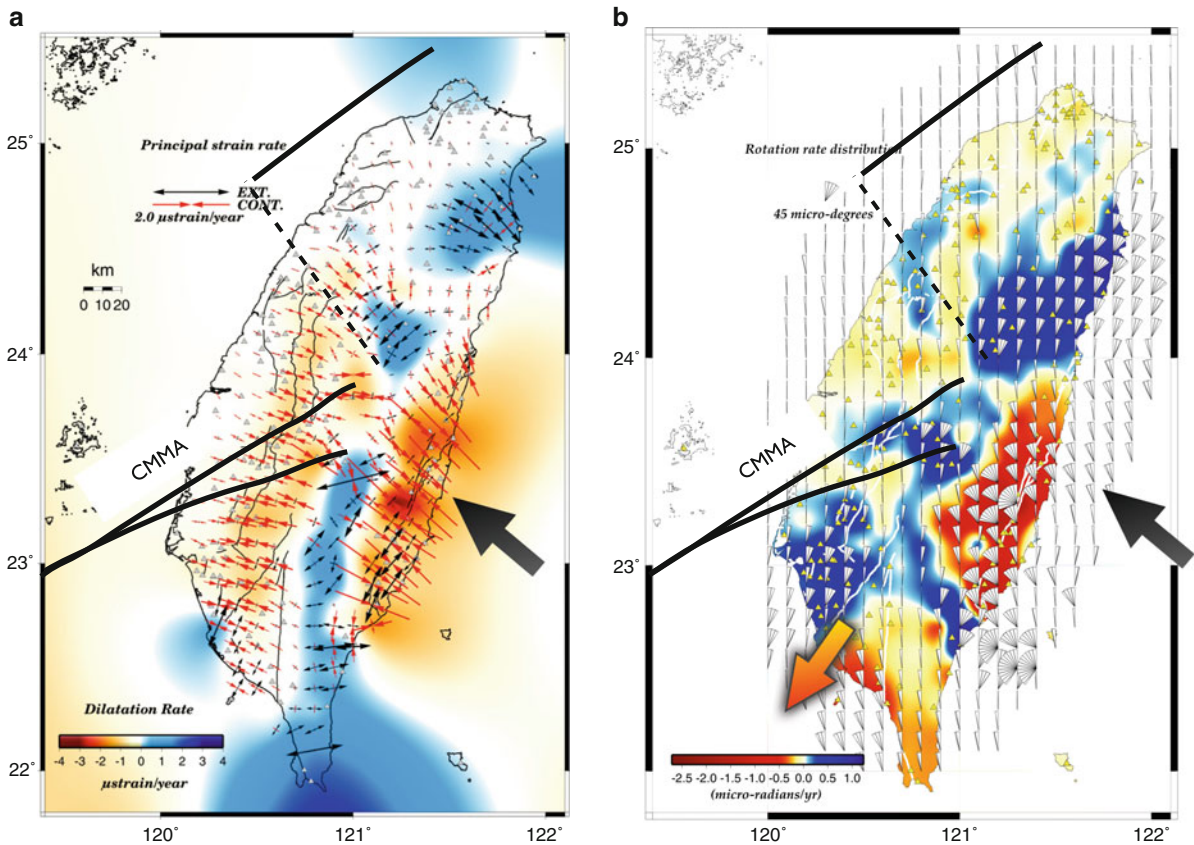 a
25°
24°
23°
22°
120°
121°
122°
Principal strain rate
EXT.
CONT.
2.0 μstrain/year
km
0 10 20
CMMA
Dilatation Rate
-4 -3 -2 -1 0 1 2 3 4
μstrain/year
b
25°
24°
23°
22°
120°
121°
122°
Rotation rate distribution
45 micro-degrees
CMMA
-2.5 -2.0 -1.5 -1.0 -0.5 0.0 0.5 1.0
(micro-radians/yr)